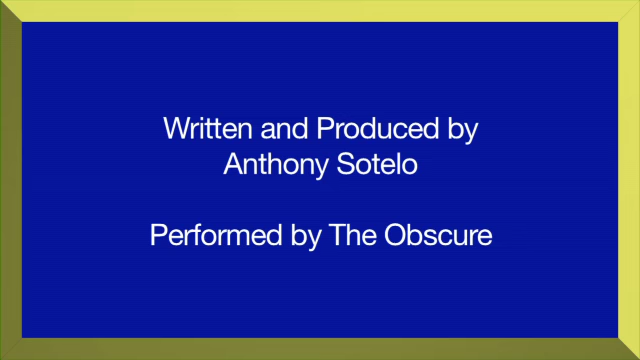 Written and Produced by
Anthony Sotelo
Performed by The Obscure